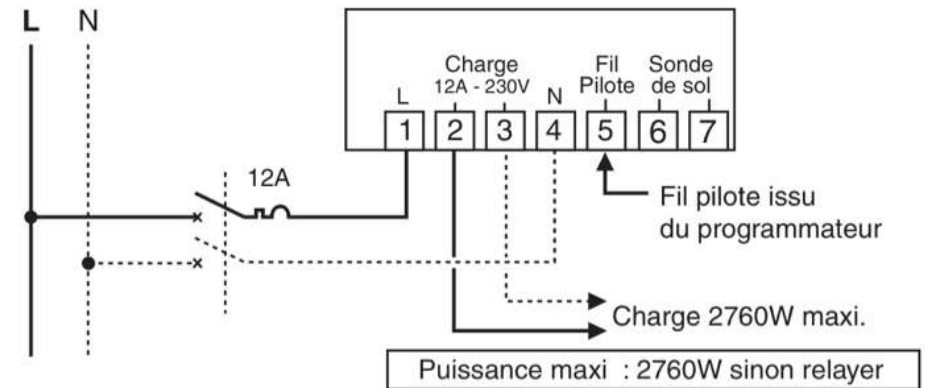 L N
Charge
12A - 230V
Fil
Pilote
Sonde
de sol
L
N
1 2 3 4 5 6 7
12A
Fil pilote issu
du programmateur
Charge 2760W maxi.
Puissance maxi : 2760W sinon relayer